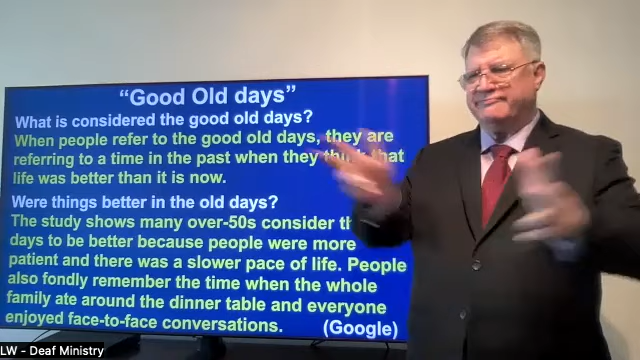 “Good Old days”
What is considered the good old days?
When people refer to the good old days, they are
referring to a time in the past when they think that
life was better than it is now.
Were things better in the old days?
The study shows many over-50s consider
days to be better because people were more
patient and there was a slower pace of life. People
also fondly remember the time when the whole
family ate around the dinner table and everyone
enjoyed face-to-face conversations. (Google)
LW - Deaf Ministry